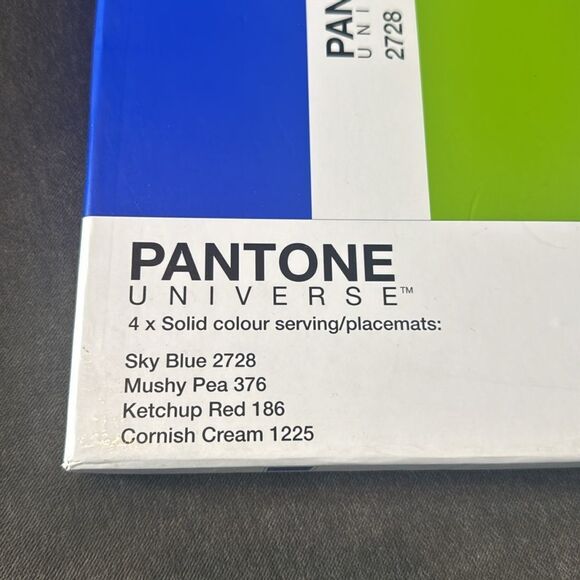 PAN
UNI
2728
PANTONE
UNIVERSE™
4 x Solid colour serving/placemats:
Sky Blue 2728
Mushy Pea 376
Ketchup Red 186
Cornish Cream 1225